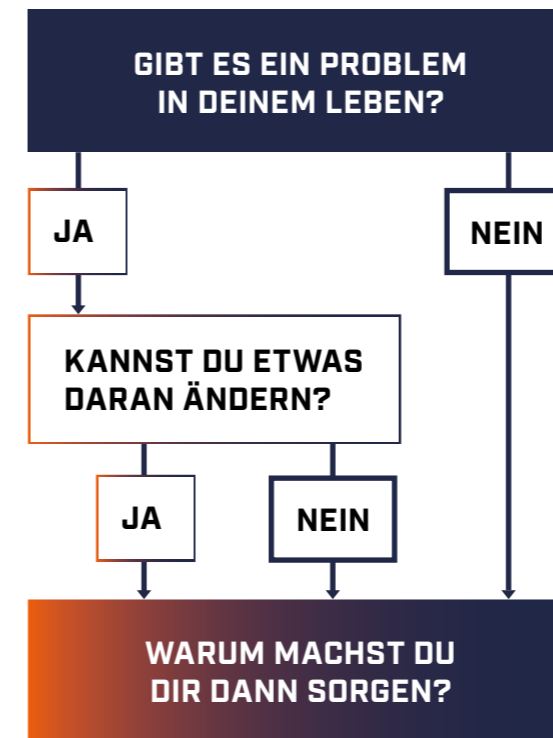 GIBT ES EIN PROBLEM
IN DEINEM LEBEN?
JA
NEIN
KANNST DU ETWAS
DARAN ÄNDERN?
JA
NEIN
WARUM MACHST DU
DIR DANN SORGEN?